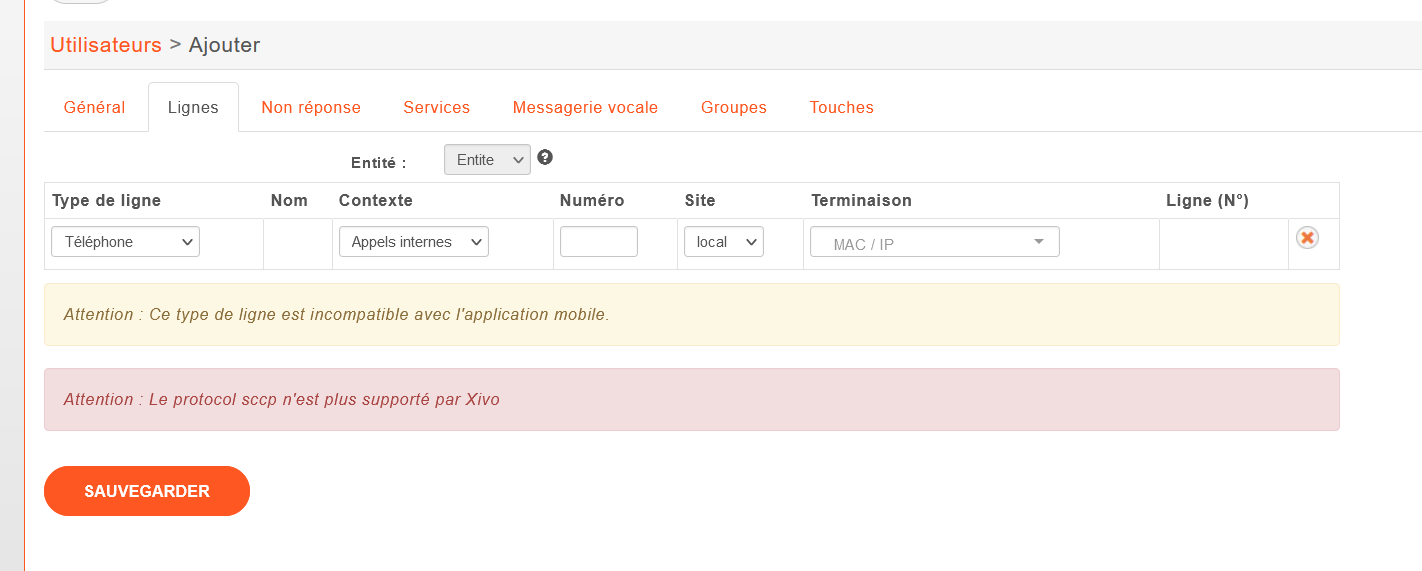 Utilisateurs > Ajouter
Général Lignes Non réponse Services Messagerie vocale Groupes Touches
Entité : Entite ?
Type de ligne Nom Contexte Numéro Site Terminaison Ligne (N°)
Téléphone Appels internes local MAC / IP
Attention : Ce type de ligne est incompatible avec l'application mobile.
Attention : Le protocol sccp n'est plus supporté par Xivo
SAUVEGARDER